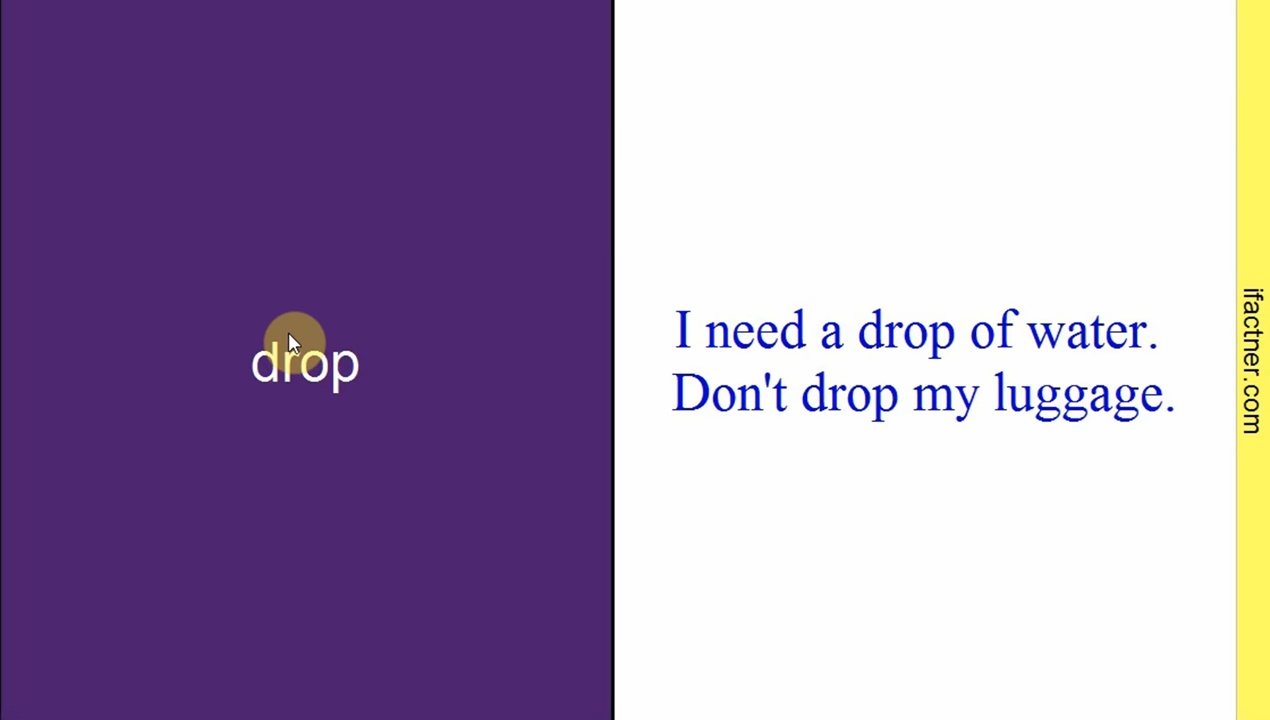 drop
I need a drop of water.
Don't drop my luggage.
ifactner.com